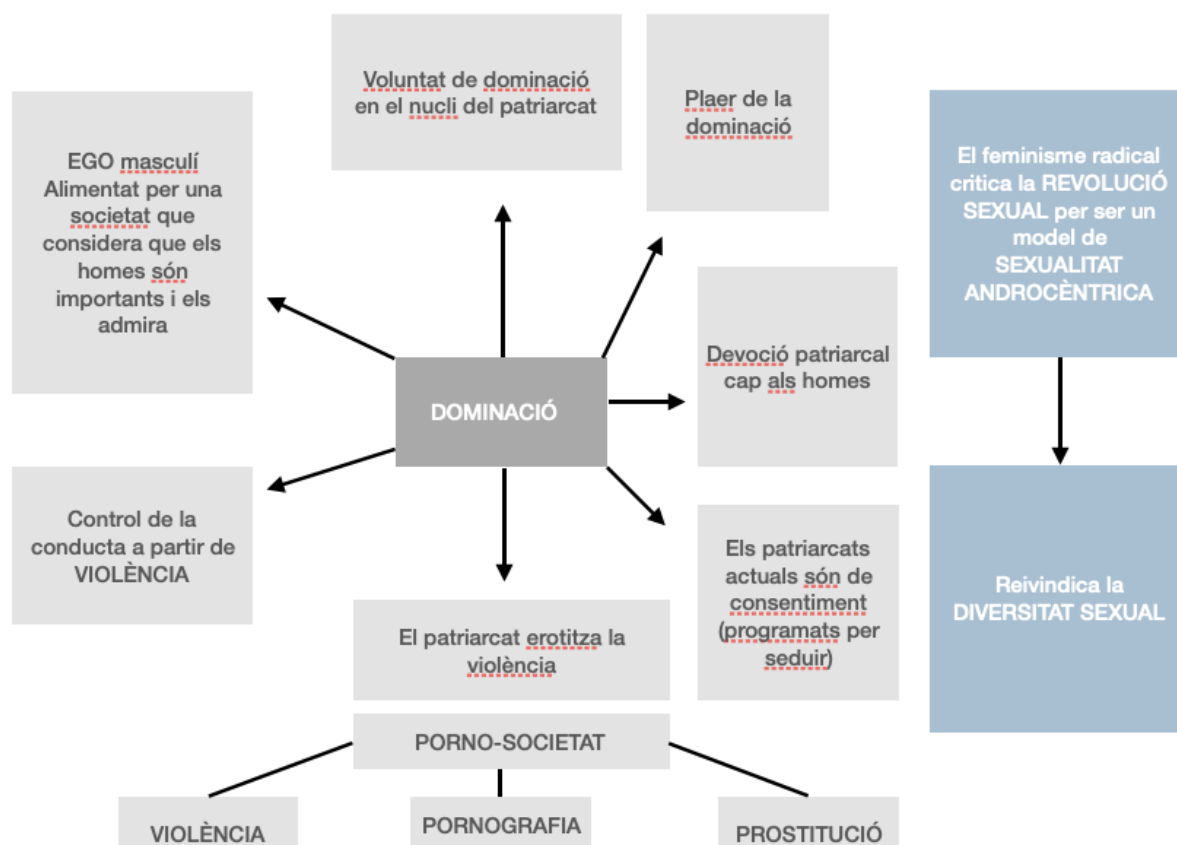 Voluntat de dominació
en el nucli del patriarcat
Plaer de la
dominació
EGO masculí
Alimentat per una
societat que
considera que els
homes són
importants i els
admira
El feminisme radical
critica la REVOLUCIÓ
SEXUAL per ser un
model de
SEXUALITAT
ANDROCÈNTRICA
Devoció patriarcal
cap als homes
DOMINACIÓ
Control de la
conducta a partir de
VIOLÈNCIA
Els patriarcats
actuals són de
consentiment
(programats per
seduir)
Reivindica la
DIVERSITAT SEXUAL
El patriarcat erotitza la
violència
PORNO-SOCIETAT
VIOLÈNCIA
PORNOGRAFIA
PROSTITUCIÓ